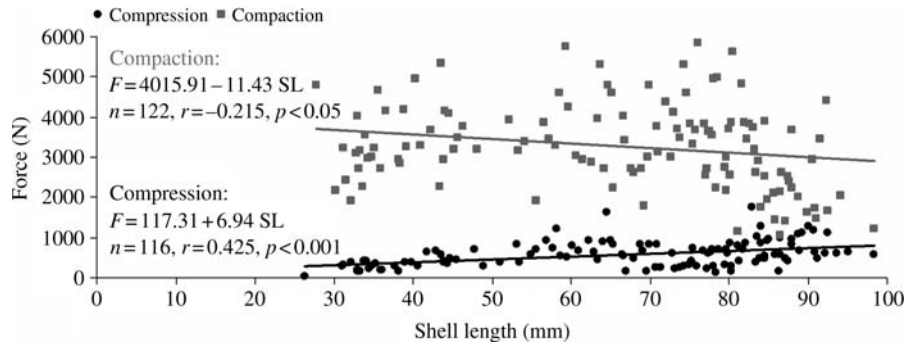 Compression Compaction
6000
5000
4000
3000
2000
1000
0
Force (N)
Compaction:
F=4015.91−11.43 SL
n=122, r=−0.215, p<0.05
Compression:
F=117.31+6.94 SL
n=116, r=0.425, p<0.001
0 10 20 30 40 50 60 70 80 90 100
Shell length (mm)